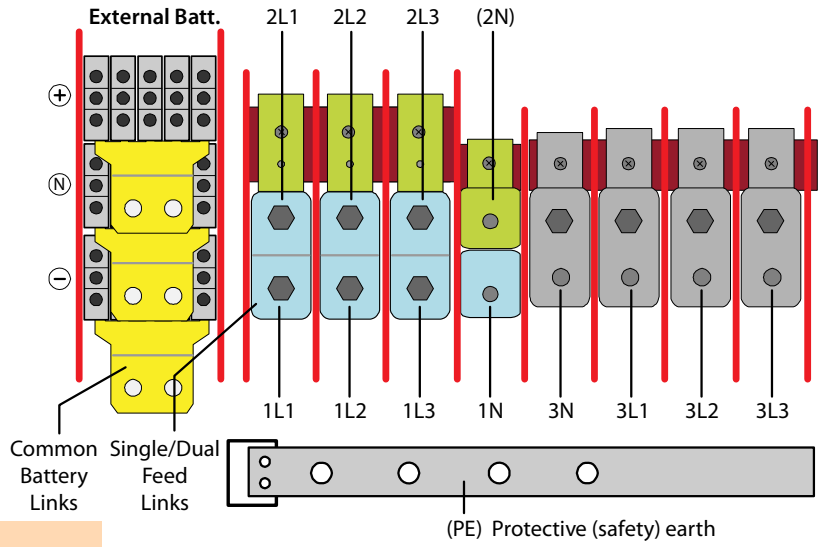 External Batt. 2L1 2L2 2L3 (2N)
+
N
−
1L1 1L2 1L3 1N 3N 3L1 3L2 3L3
Common
Battery
Links
Single/Dual
Feed
Links
(PE) Protective (safety) earth